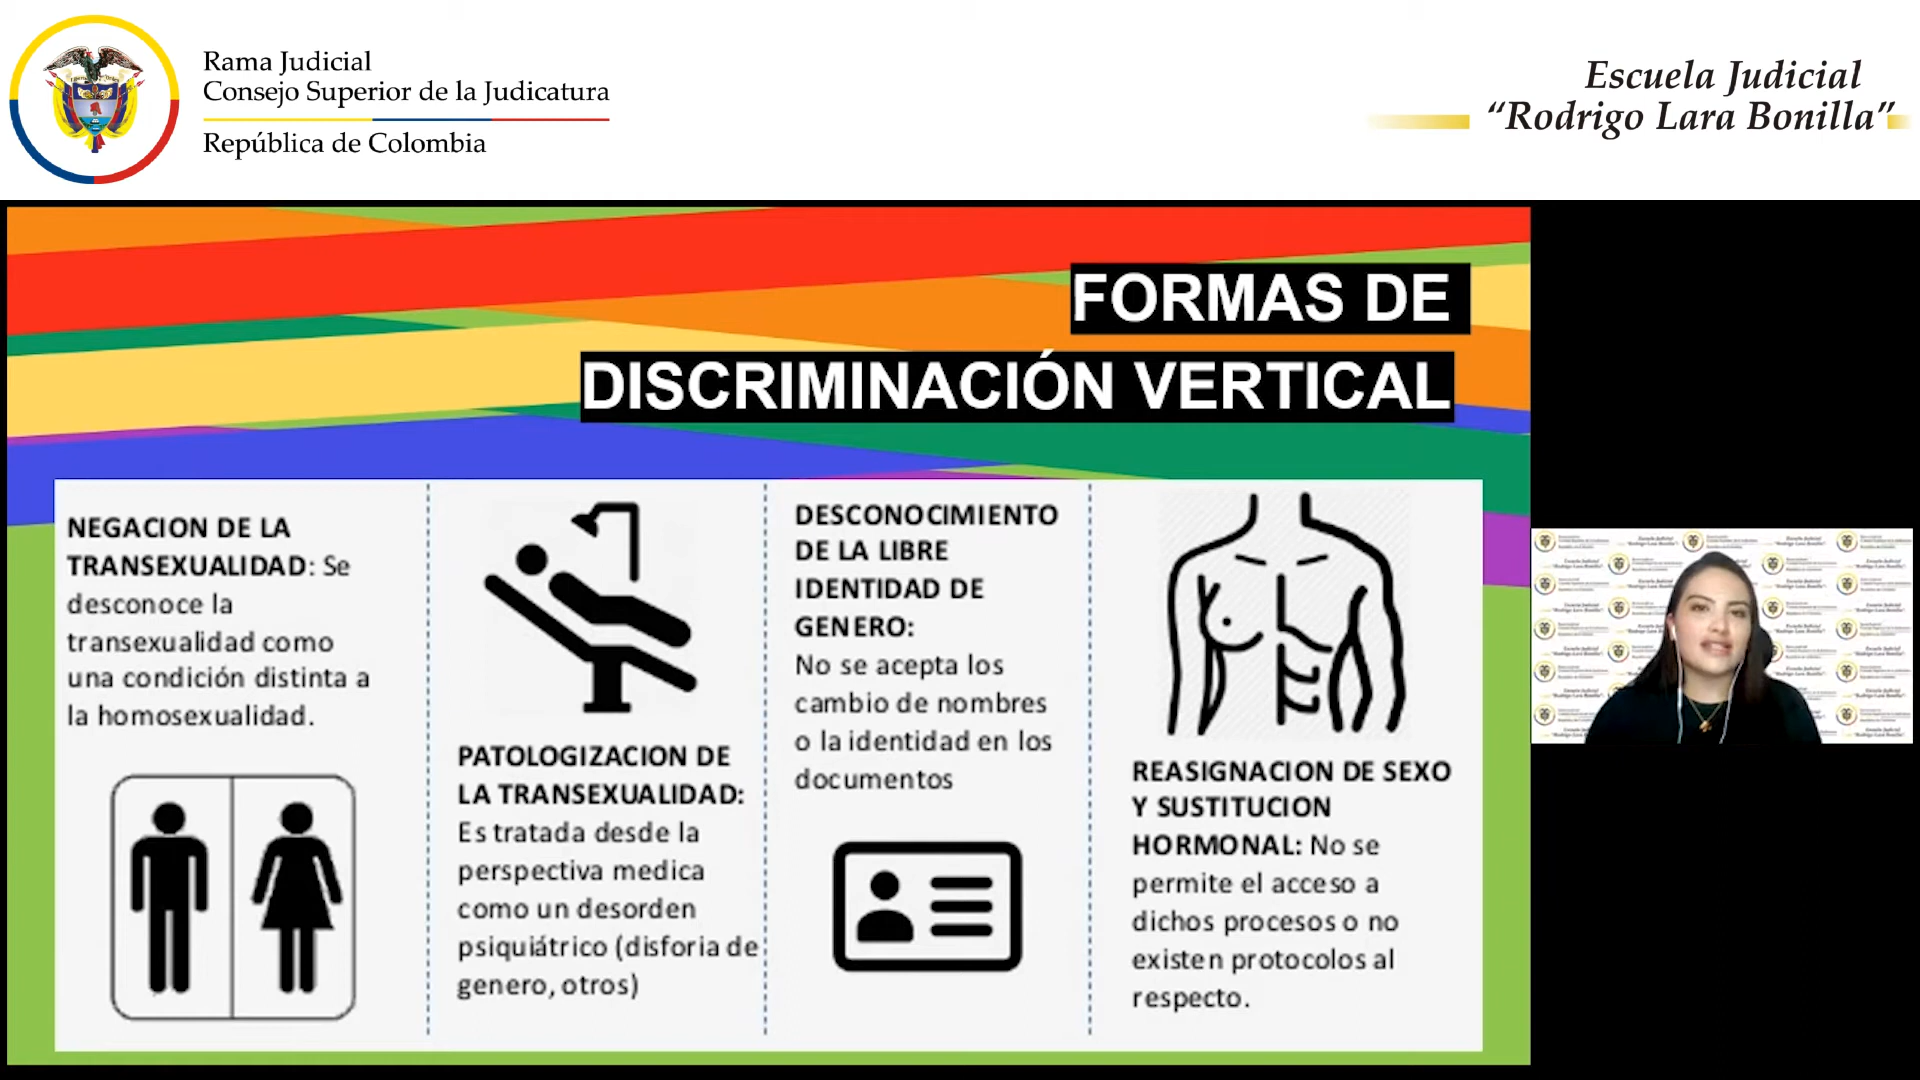 Rama Judicial
Consejo Superior de la Judicatura
República de Colombia
Escuela Judicial
“Rodrigo Lara Bonilla”
FORMAS DE
DISCRIMINACIÓN VERTICAL
NEGACION DE LA
TRANSEXUALIDAD: Se
desconoce la
transexualidad como
una condición distinta a
la homosexualidad.
PATOLOGIZACION DE
LA TRANSEXUALIDAD:
Es tratada desde la
perspectiva medica
como un desorden
psiquiátrico (disforia de
genero, otros)
DESCONOCIMIENTO
DE LA LIBRE
IDENTIDAD DE
GENERO:
No se acepta los
cambio de nombres
o la identidad en los
documentos
REASIGNACION DE SEXO
Y SUSTITUCION
HORMONAL: No se
permite el acceso a
dichos procesos o no
existen protocolos al
respecto.